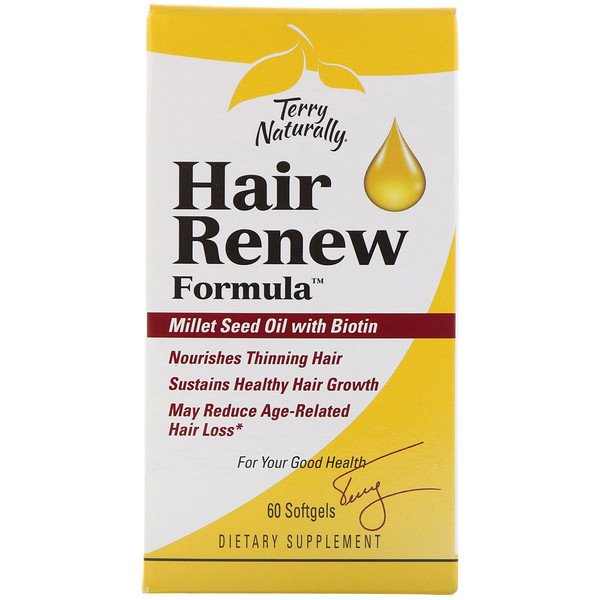 Terry
Naturally®
Hair
Renew
Formula™
Millet Seed Oil with Biotin
Nourishes Thinning Hair
Sustains Healthy Hair Growth
May Reduce Age-Related
Hair Loss*
For Your Good Health
Terry
60 Softgels
DIETARY SUPPLEMENT